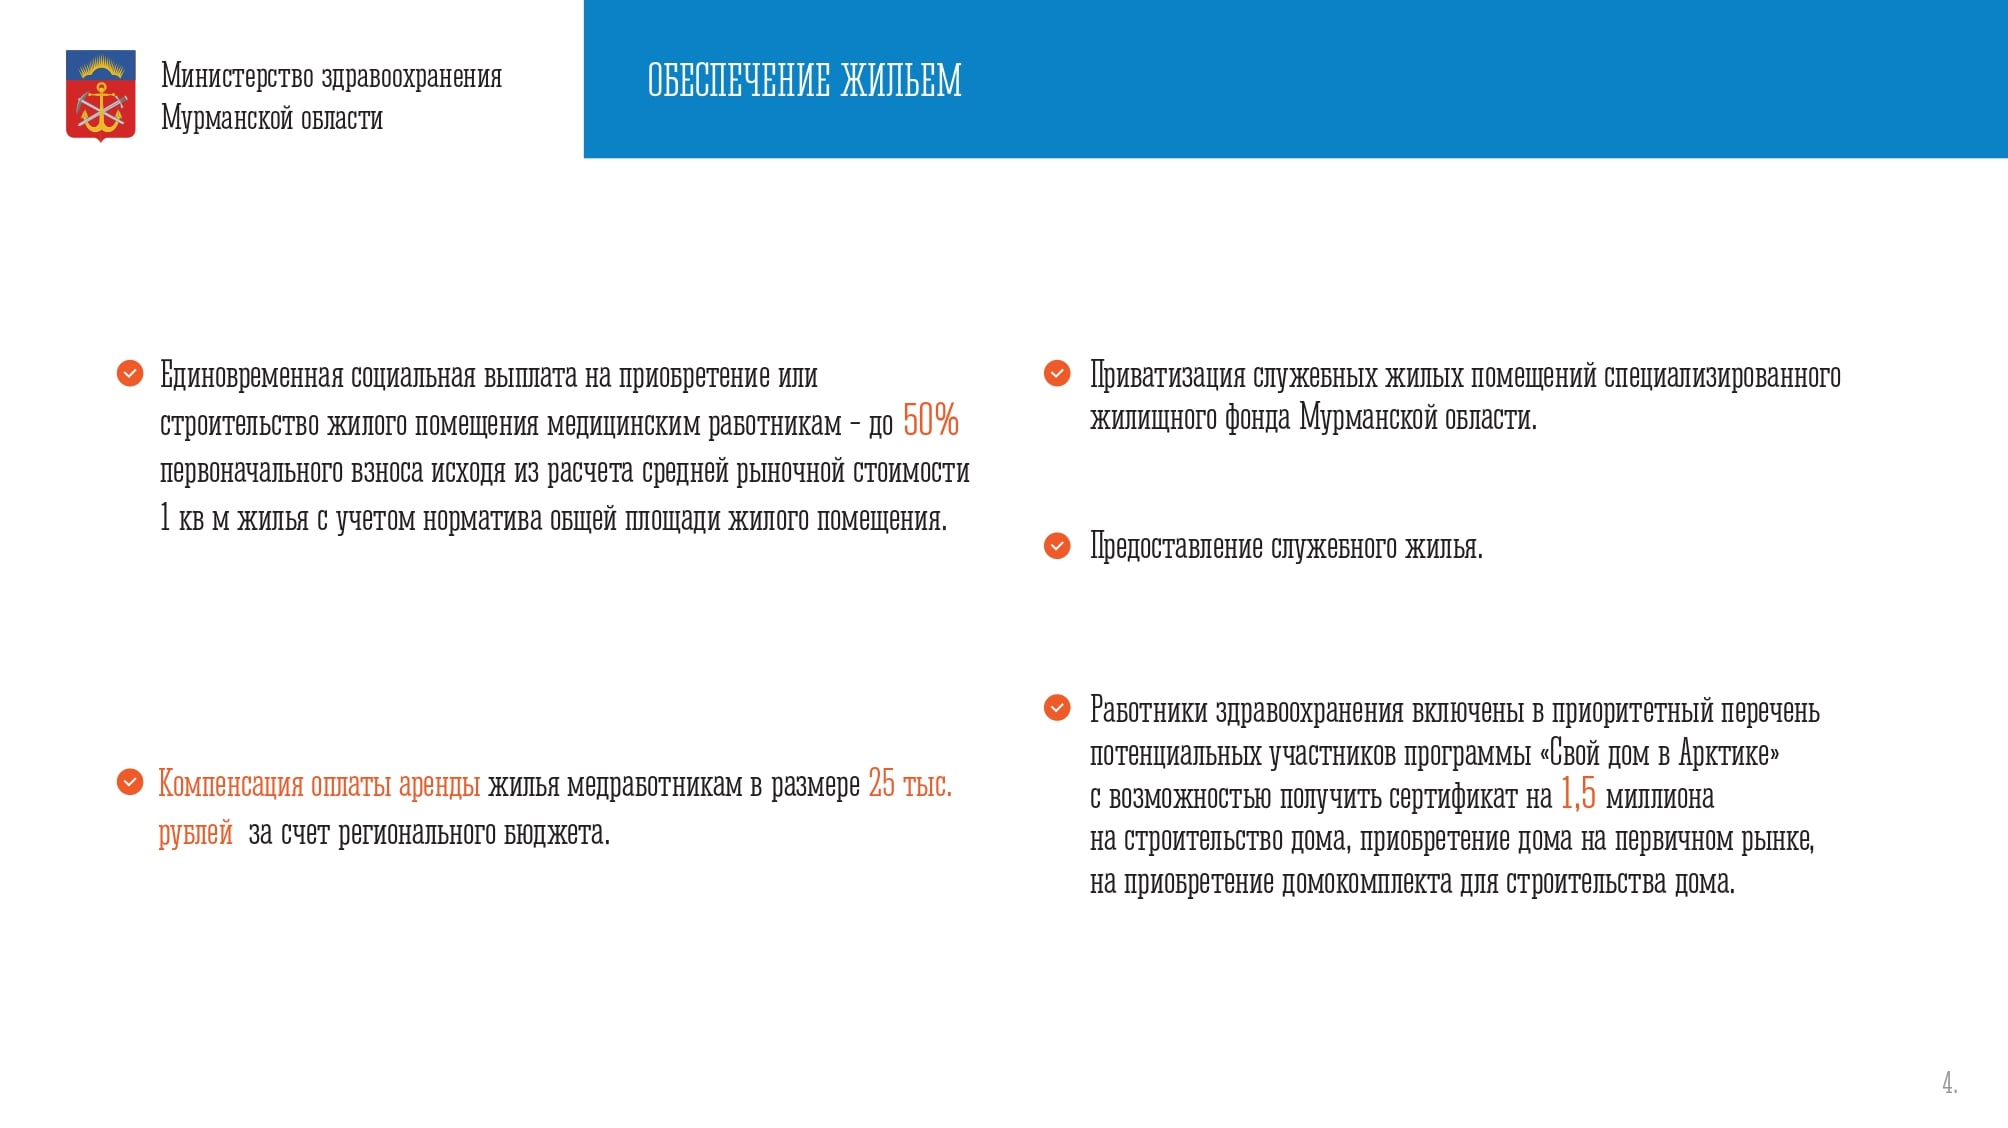 Министерство здравоохранения
Мурманской области
ОБЕСПЕЧЕНИЕ ЖИЛЬЕМ
Единовременная социальная выплата на приобретение или
строительство жилого помещения медицинским работникам – до 50%
первоначального взноса исходя из расчета средней рыночной стоимости
1 кв м жилья с учетом норматива общей площади жилого помещения.
Компенсация оплаты аренды жилья медработникам в размере 25 тыс.
рублей за счет регионального бюджета.
Приватизация служебных жилых помещений специализированного
жилищного фонда Мурманской области.
Предоставление служебного жилья.
Работники здравоохранения включены в приоритетный перечень
потенциальных участников программы «Свой дом в Арктике»
с возможностью получить сертификат на 1,5 миллиона
на строительство дома, приобретение дома на первичном рынке,
на приобретение домокомплекта для строительства дома.
4.